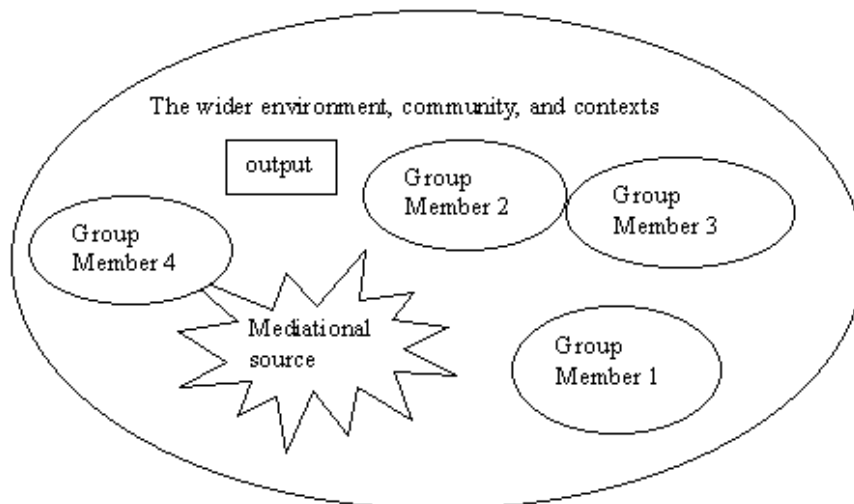 The wider environment, community, and contexts
output
Group
Member 2
Group
Member 3
Group
Member 4
Mediational
source
Group
Member 1